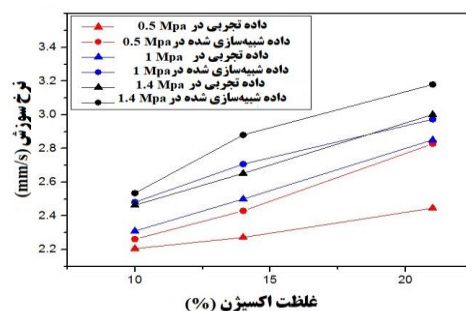 داده تجربی در 0.5 Mpa
داده شبیه‌سازی شده در 0.5 Mpa
داده تجربی در 1 Mpa
داده شبیه‌سازی شده در 1 Mpa
داده تجربی در 1.4 Mpa
داده شبیه‌سازی شده در 1.4 Mpa
نرخ سوزش
(mm/s)
3.4
3.2
3.0
2.8
2.6
2.4
2.2
10 15 20
غلظت اکسیژن (%)